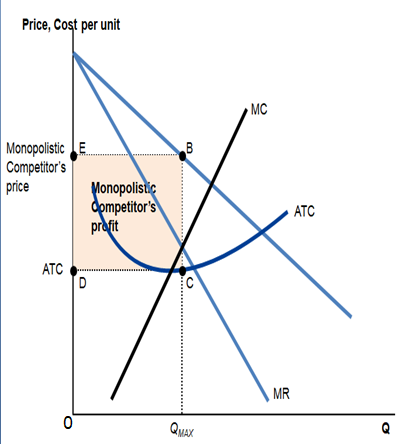 Price, Cost per unit
MC
Monopolistic
Competitor's
price
E
B
Monopolistic
Competitor's
profit
ATC
ATC
D
C
MR
O
QMAX
Q